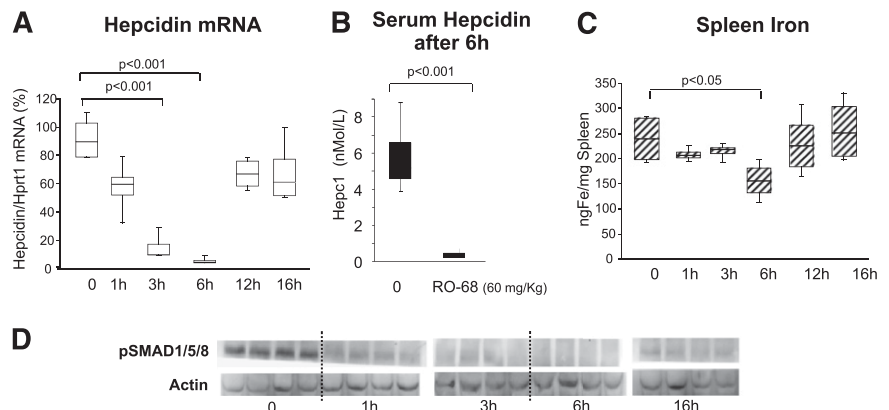 A Hepcidin mRNA
p<0.001
p<0.001
Hepcidin/Hprt1 mRNA (%)
120
100
80
60
40
20
0
0 1h 3h 6h 12h 16h
B Serum Hepcidin
after 6h
p<0.001
Hepc1 (nMol/L)
8
6
4
2
0
0 RO-68 (60 mg/Kg)
C Spleen Iron
p<0.05
ngFe/mg Spleen
350
300
250
200
150
100
50
0
0 1h 3h 6h 12h 16h
D
pSMAD1/5/8
Actin
0 1h 3h 6h 16h